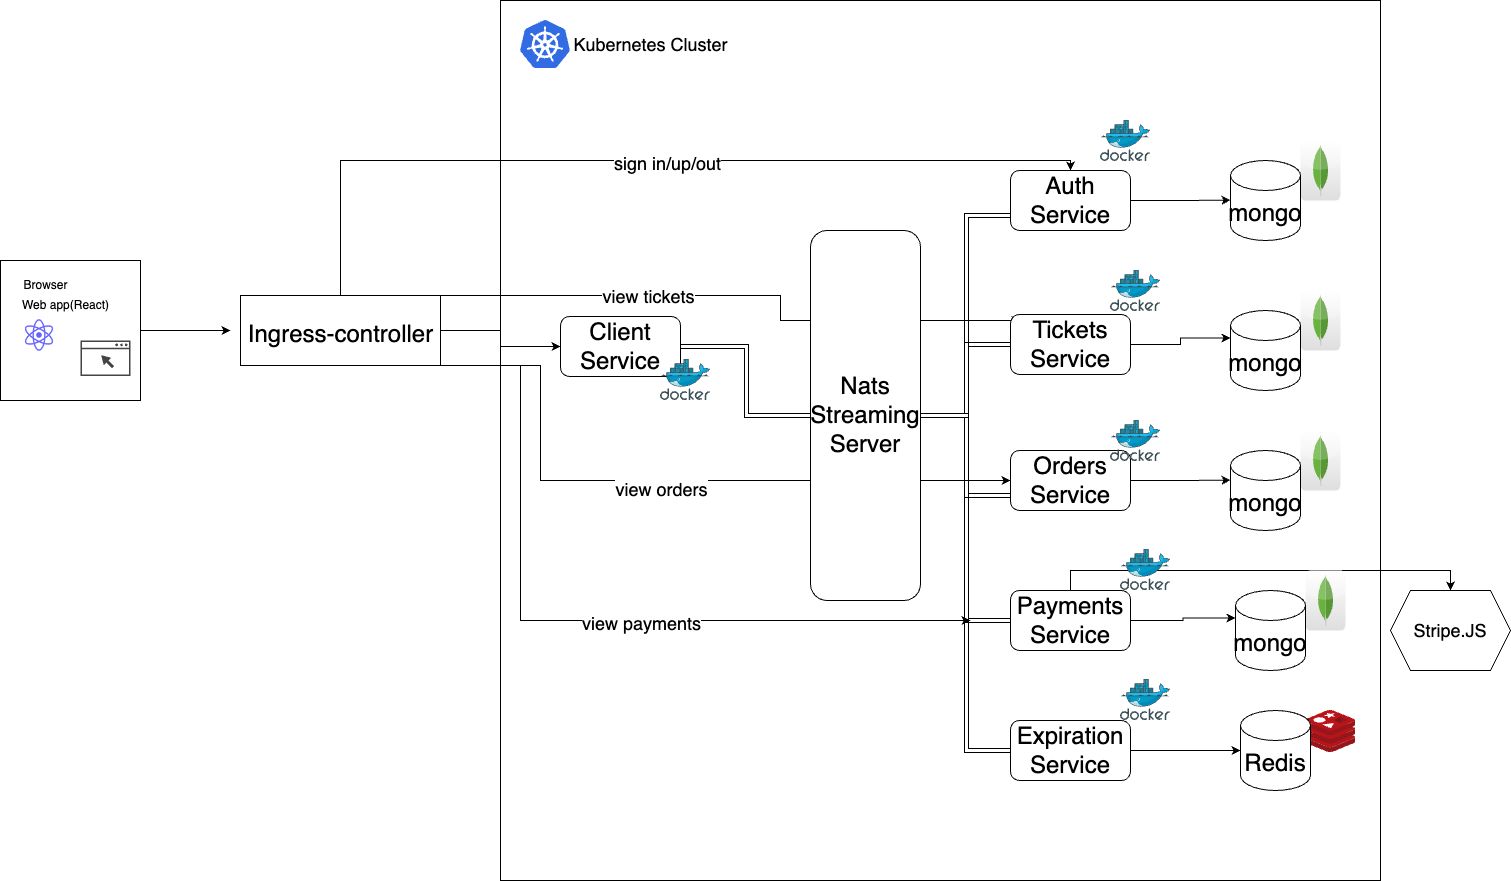 Kubernetes Cluster
docker
sign in/up/out
Auth
Service
mongo
Browser
Web app(React)
Ingress-controller
view tickets
Client
Service
docker
Nats
Streaming
Server
docker
Tickets
Service
mongo
docker
Orders
Service
mongo
view orders
docker
view payments
Payments
Service
mongo
Stripe.JS
docker
Expiration
Service
Redis